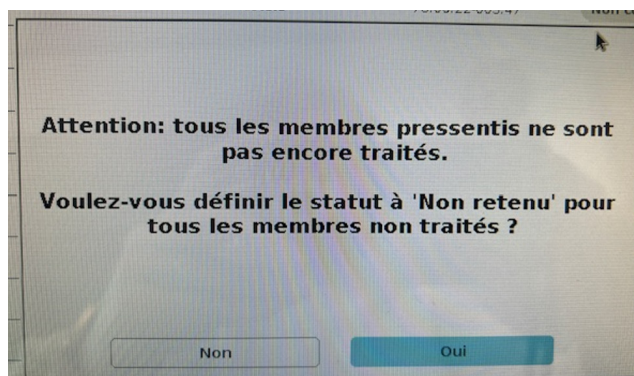 Attention: tous les membres pressentis ne sont
pas encore traités.
Voulez-vous définir le statut à 'Non retenu' pour
tous les membres non traités ?
Non
Oui